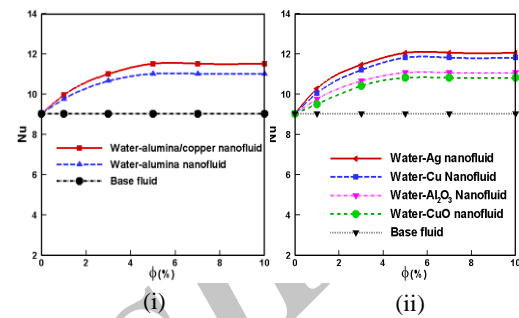 14
12
10
8
6
4
2
Nu
Water-alumina/copper nanofluid
Water-alumina nanofluid
Base fluid
0 2 4 6 8 10
ϕ(%)
(i)
14
12
10
8
6
4
2
Nu
Water-Ag nanofluid
Water-Cu Nanofluid
Water-Al2O3 Nanofluid
Water-CuO nanofluid
Base fluid
0 2 4 6 8 10
ϕ(%)
(ii)